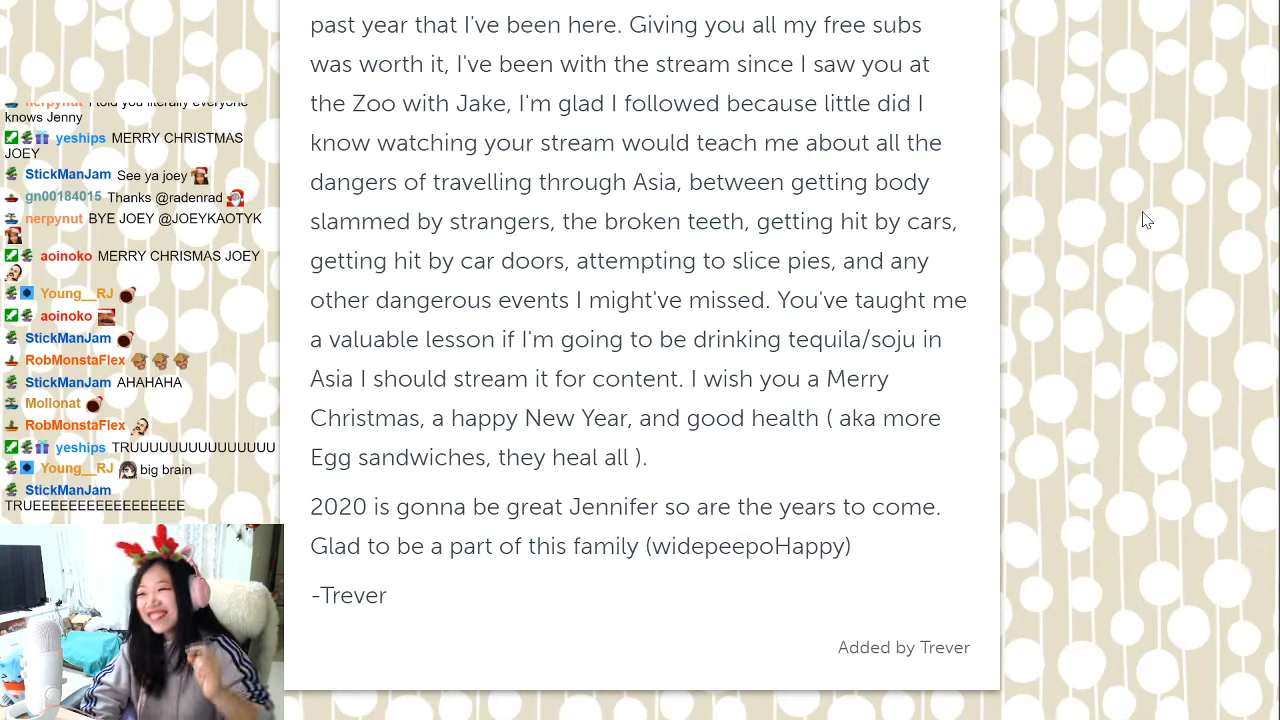 past year that I've been here. Giving you all my free subs
was worth it, I've been with the stream since I saw you at
the Zoo with Jake, I'm glad I followed because little did I
know watching your stream would teach me about all the
dangers of travelling through Asia, between getting body
slammed by strangers, the broken teeth, getting hit by cars,
getting hit by car doors, attempting to slice pies, and any
other dangerous events I might've missed. You've taught me
a valuable lesson if I'm going to be drinking tequila/soju in
Asia I should stream it for content. I wish you a Merry
Christmas, a happy New Year, and good health ( aka more
Egg sandwiches, they heal all ).
2020 is gonna be great Jennifer so are the years to come.
Glad to be a part of this family (widepeepoHappy)
-Trever
Added by Trever
nerpynut I told you literally everyone
knows Jenny
yeships MERRY CHRISTMAS
JOEY
StickManJam See ya joey
gn00184015 Thanks @radenrad
nerpynut BYE JOEY @JOEYKAOTYK
aoinoko MERRY CHRISMAS JOEY
Young__RJ
aoinoko
StickManJam
RobMonstaFlex
StickManJam AHAHAHA
Mollonat
RobMonstaFlex
yeships TRUUUUUUUUUUUUUUU
Young__RJ big brain
StickManJam
TRUEEEEEEEEEEEEEEEEE